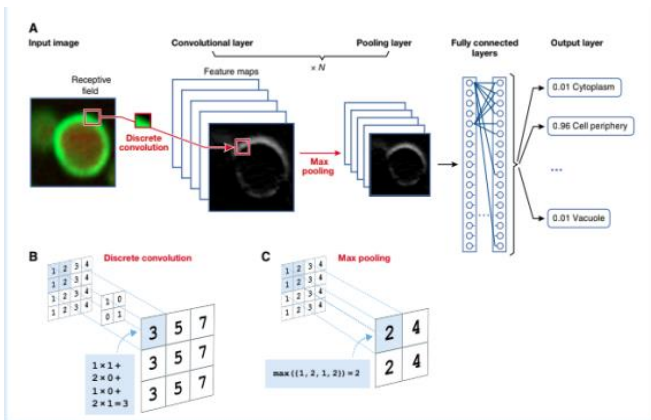 A
Input image
Convolutional layer
Pooling layer
Fully connected
layers
Output layer
× N
Receptive
field
Feature maps
Discrete
convolution
Max
pooling
0.01 Cytoplasm
0.96 Cell periphery
...
0.01 Vacuole
...
B
Discrete convolution
1 2 3 4
1 2 3 4
1 2 3 4
1 2 3 4
1 0
0 1
3 5 7
3 5 7
3 5 7
1×1+
2×0+
1×0+
2×1=3
C
Max pooling
1 2 3 4
1 2 3 4
1 2 3 4
1 2 3 4
2 4
2 4
max({1, 2, 1, 2})=2